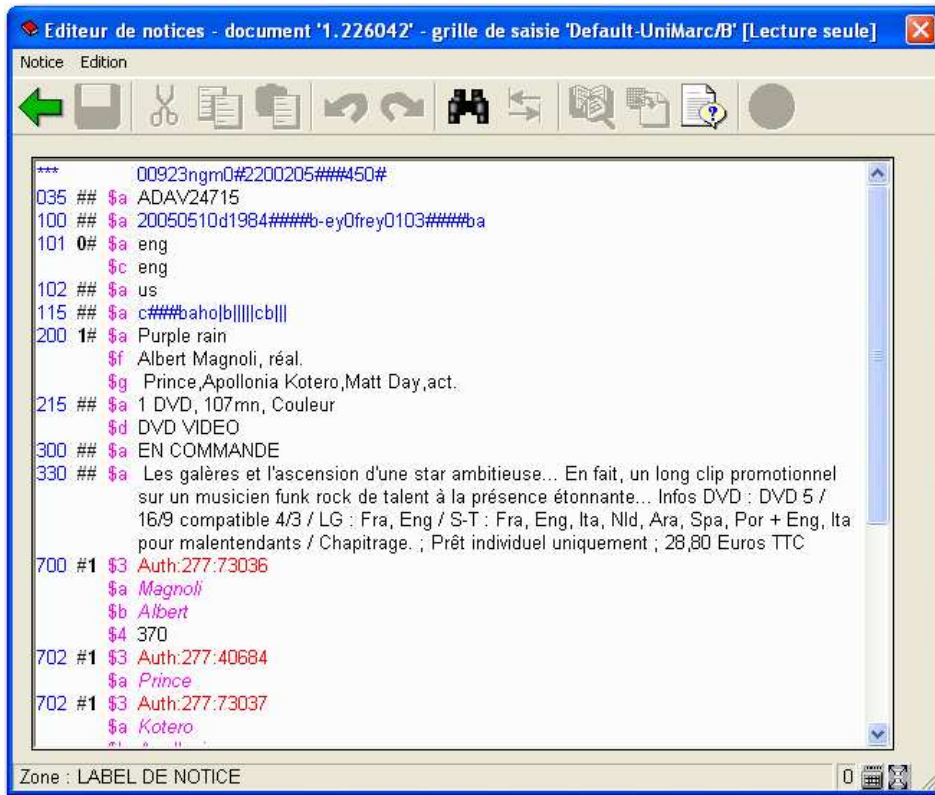 Editeur de notices - document '1.226042' - grille de saisie 'Default-UniMarc/B' [Lecture seule]
Notice Edition
*** 00923ngm0#2200205###450#
035 ## $a ADAV24715
100 ## $a 20050510d1984####b-ey0frey0103####ba
101 0# $a eng
$c eng
102 ## $a us
115 ## $a c###baho|b|||||cb|||
200 1# $a Purple rain
$f Albert Magnoli, réal.
$g Prince,Apollonia Kotero,Matt Day,act.
215 ## $a 1 DVD, 107mn, Couleur
$d DVD VIDEO
300 ## $a EN COMMANDE
330 ## $a Les galères et l'ascension d'une star ambitieuse... En fait, un long clip promotionnel
sur un musicien funk rock de talent à la présence étonnante... Infos DVD : DVD 5 /
16/9 compatible 4/3 / LG : Fra, Eng / S-T : Fra, Eng, Ita, Nld, Ara, Spa, Por + Eng, Ita
pour malentendants / Chapitrage. ; Prêt individuel uniquement ; 28,80 Euros TTC
700 #1 $3 Auth:277:73036
$a Magnoli
$b Albert
$4 370
702 #1 $3 Auth:277:40684
$a Prince
702 #1 $3 Auth:277:73037
$a Kotero
Zone : LABEL DE NOTICE 0